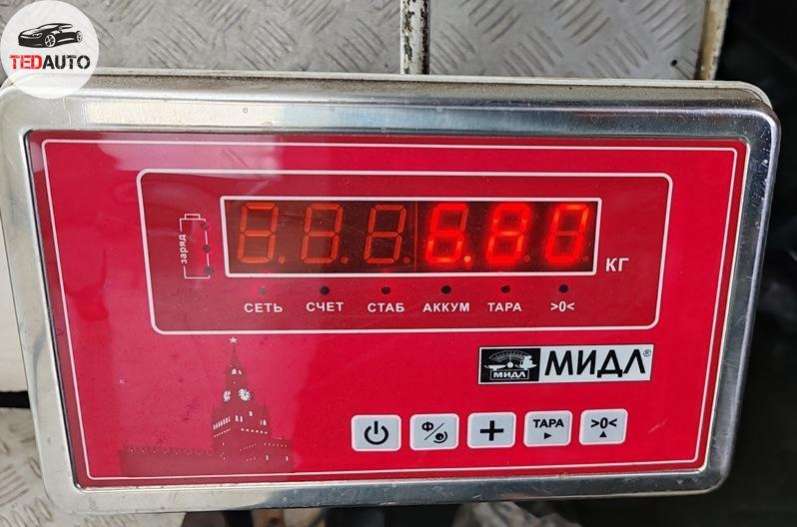 TEDAUTO
заряд
КГ
СЕТЬ СЧЕТ СТАБ АККУМ ТАРА >0<
МИДЛ МИДЛ®
Ф/ + ТАРА >0<